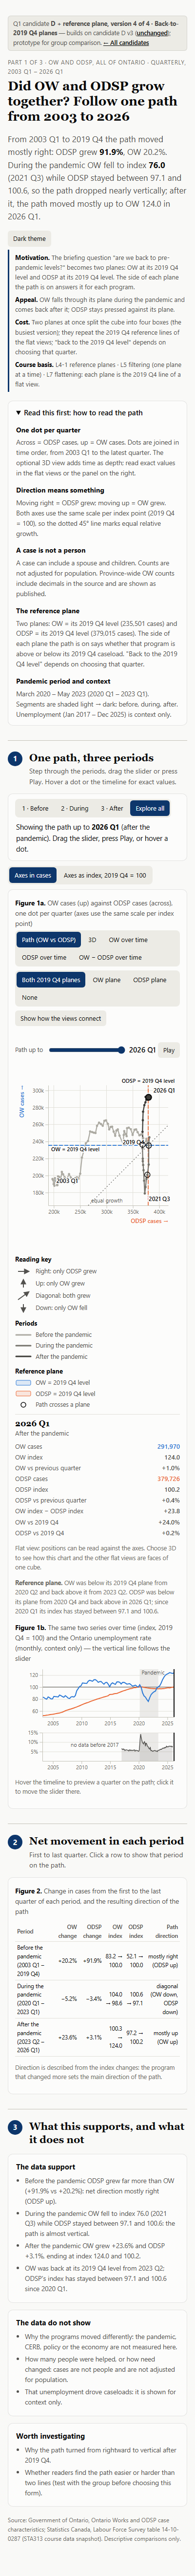 Q1 candidate D + reference plane, version 4 of 4 · Back-to-
2019 Q4 planes — builds on candidate D v3 (unchanged);
prototype for group comparison. ← All candidates
PART 1 OF 3 · OW AND ODSP, ALL OF ONTARIO · QUARTERLY,
2003 Q1 – 2026 Q1
Did OW and ODSP grow
together? Follow one path
from 2003 to 2026
From 2003 Q1 to 2019 Q4 the path moved
mostly right: ODSP grew 91.9%, OW 20.2%.
During the pandemic OW fell to index 76.0
(2021 Q3) while ODSP stayed between 97.1 and
100.6, so the path dropped nearly vertically; after
it, the path moved mostly up to OW 124.0 in
2026 Q1.
Dark theme
Motivation. The briefing question "are we back to pre-
pandemic levels?" becomes two planes: OW at its 2019 Q4
level and ODSP at its 2019 Q4 level. The side of each plane
the path is on answers it for each program.
Appeal. OW falls through its plane during the pandemic and
comes back after it; ODSP stays pressed against its plane.
Cost. Two planes at once split the cube into four boxes (the
busiest version); they repeat the 2019 Q4 reference lines of
the flat views; "back to the 2019 Q4 level" depends on
choosing that quarter.
Course basis. L4-1 reference planes · L5 filtering (one plane
at a time) · L7 flattening: each plane is the 2019 Q4 line of a
flat view.
▼ Read this first: how to read the path
One dot per quarter
Across = ODSP cases, up = OW cases. Dots are joined in
time order, from 2003 Q1 to the latest quarter. The
optional 3D view adds time as depth: read exact values
in the flat views or the panel on the right.
Direction means something
Moving right = ODSP grew; moving up = OW grew.
Both axes use the same scale per index point (2019 Q4
= 100), so the dotted 45° line marks equal relative
growth.
A case is not a person
A case can include a spouse and children. Counts
are not adjusted for population. Province-wide OW counts
include decimals in the source and are shown as
published.
The reference plane
Two planes: OW = its 2019 Q4 level (235,501 cases) and
ODSP = its 2019 Q4 level (379,015 cases). The side of
each plane the path is on says whether that program is
above or below its 2019 Q4 caseload. "Back to the
2019 Q4 level" depends on choosing that quarter.
Pandemic period and context
March 2020 – May 2023 (2020 Q1 – 2023 Q1).
Segments are shaded light → dark: before, during, after.
Unemployment (Jan 2017 – Dec 2025) is context only.
1 One path, three periods
Step through the periods, drag the slider or press
Play. Hover a dot or the timeline for exact values.
1 · Before
2 · During
3 · After
Explore all
Showing the path up to 2026 Q1 (after the
pandemic). Drag the slider, press Play, or hover a
dot.
Axes in cases
Axes as index, 2019 Q4 = 100
Figure 1a. OW cases (up) against ODSP cases (across),
one dot per quarter (axes use the same scale per index
point)
Path (OW vs ODSP)
3D
OW over time
ODSP over time
OW − ODSP over time
Both 2019 Q4 planes
OW plane
ODSP plane
None
Show how the views connect
Path up to
2026 Q1
Play
ODSP = 2019 Q4 level
OW cases →
2026 Q1
300k
280k
260k
240k
220k
200k
180k
2019 Q4
OW = 2019 Q4 level
2003 Q1
equal growth
2021 Q3
200k
250k
300k
350k
400k
ODSP cases →
Reading key
Right: only ODSP grew
Up: only OW grew
Diagonal: both grew
Down: only OW fell
Periods
Before the pandemic
During the pandemic
After the pandemic
Reference plane
OW = 2019 Q4 level
ODSP = 2019 Q4 level
Path crosses a plane
2026 Q1
After the pandemic
OW cases 291,970
OW index 124.0
OW vs previous quarter +1.0%
ODSP cases 379,726
ODSP index 100.2
ODSP vs previous quarter +0.4%
OW index − ODSP index +23.8
OW vs 2019 Q4 +24.0%
ODSP vs 2019 Q4 +0.2%
Flat view: positions can be read against the axes. Choose 3D
to see how this chart and the other flat views are faces of
one cube.
Reference plane. OW was below its 2019 Q4 plane from
2020 Q2 and back above it from 2023 Q2. ODSP was below
its plane from 2020 Q4 and back above in 2026 Q1; since
2020 Q1 its index has stayed between 97.1 and 100.6.
Figure 1b. The same two series over time (index, 2019
Q4 = 100) and the Ontario unemployment rate
(monthly, context only) — the vertical line follows the
slider
Pandemic
120
100
80
60
2005
2010
2015
2020
2025
15%
10%
5%
no data before 2017
2005
2010
2015
2020
2025
Hover the timeline to preview a quarter on the path; click it
to move the slider there.
2 Net movement in each period
First to last quarter. Click a row to show that period
on the path.
Figure 2. Change in cases from the first to the last
quarter of each period, and the resulting direction of the
path
Period OW change ODSP change OW index ODSP index Path direction
Before the pandemic (2003 Q1 – 2019 Q4) +20.2% +91.9% 83.2 → 100.0 52.1 → 100.0 mostly right (ODSP up)
During the pandemic (2020 Q1 – 2023 Q1) −5.2% −3.4% 104.0 → 98.6 100.6 → 97.1 diagonal (OW down, ODSP down)
After the pandemic (2023 Q2 – 2026 Q1) +23.6% +3.1% 100.3 → 124.0 97.2 → 100.2 mostly up (OW up)
Direction is described from the index changes: the program
that changed more sets the main direction of the path.
3 What this supports, and what
it does not
The data support
Before the pandemic ODSP grew far more than OW
(+91.9% vs +20.2%): net direction mostly right
(ODSP up).
During the pandemic OW fell to index 76.0 (2021
Q3) while ODSP stayed between 97.1 and 100.6: the
path is almost vertical.
After the pandemic OW grew +23.6% and ODSP
+3.1%, ending at index 124.0 and 100.2.
OW was back at its 2019 Q4 level from 2023 Q2;
ODSP's index has stayed between 97.1 and 100.6
since 2020 Q1.
The data do not show
Why the programs moved differently: the pandemic,
CERB, policy or the economy are not measured here.
How many people were helped, or how need
changed: cases are not people and are not adjusted
for population.
That unemployment drove caseloads: it is shown for
context only.
Worth investigating
Why the path turned from rightward to vertical after
2019 Q4.
Whether readers find the path easier or harder than
two lines (test with the group before choosing this
form).
Source: Government of Ontario, Ontario Works and ODSP case
characteristics; Statistics Canada, Labour Force Survey table 14-10-
0287 (STA313 course data snapshot). Descriptive comparisons only.